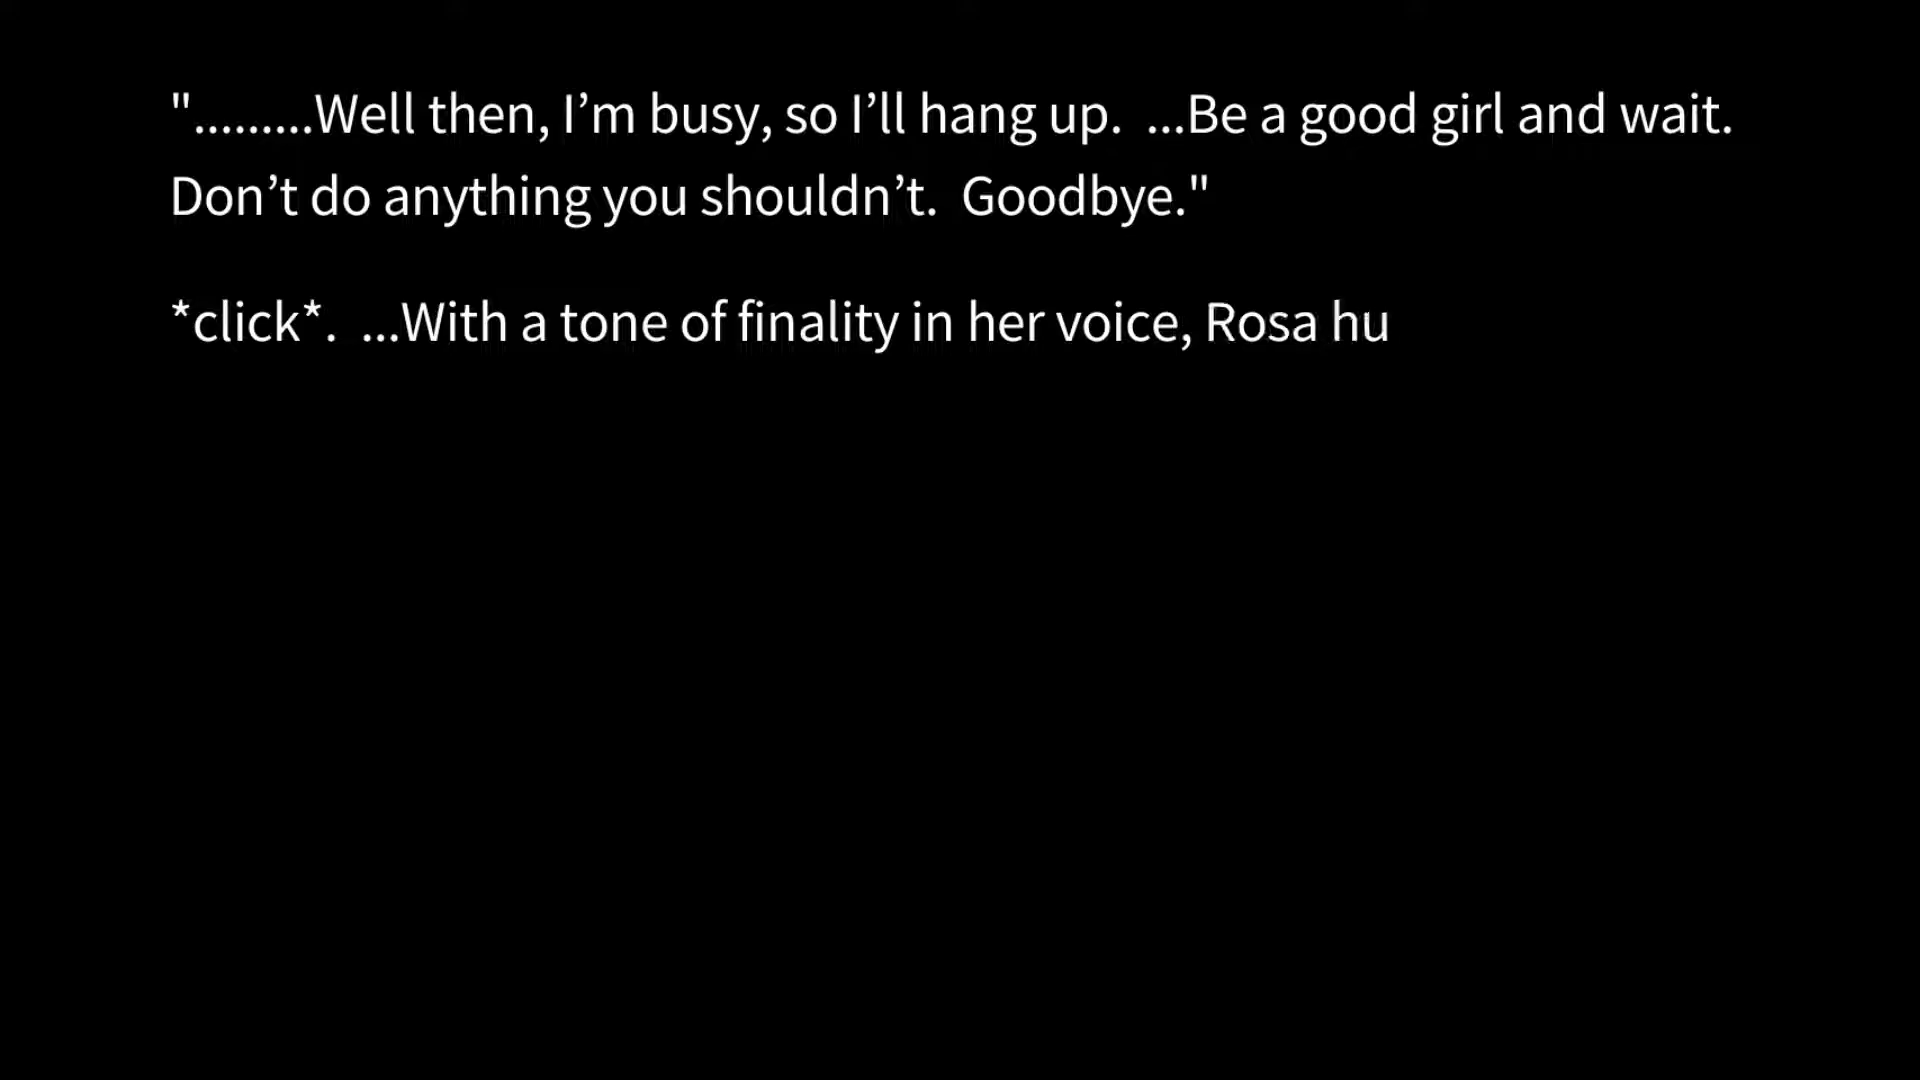 ".........Well then, I’m busy, so I’ll hang up.  ...Be a good girl and wait.
Don’t do anything you shouldn’t.  Goodbye."
*click*.  ...With a tone of finality in her voice, Rosa hu